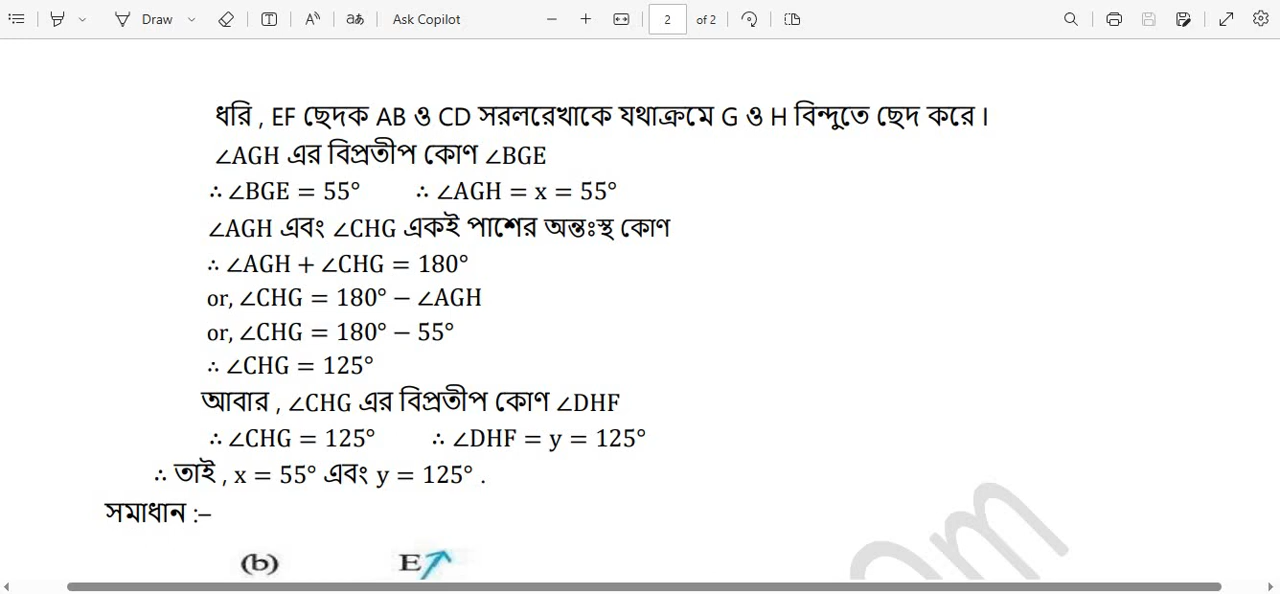 Draw
Ask Copilot
2 of 2
ধরি , EF ছেদক AB ও CD সরলরেখাকে যথাক্রমে G ও H বিন্দুতে ছেদ করে ।
∠AGH এর বিপ্রতীপ কোণ ∠BGE
∴ ∠BGE = 55° ∴ ∠AGH = x = 55°
∠AGH এবং ∠CHG একই পাশের অন্তঃস্থ কোণ
∴ ∠AGH + ∠CHG = 180°
or, ∠CHG = 180° − ∠AGH
or, ∠CHG = 180° − 55°
∴ ∠CHG = 125°
আবার , ∠CHG এর বিপ্রতীপ কোণ ∠DHF
∴ ∠CHG = 125° ∴ ∠DHF = y = 125°
∴ তাই , x = 55° এবং y = 125° .
সমাধান :–
(b) E